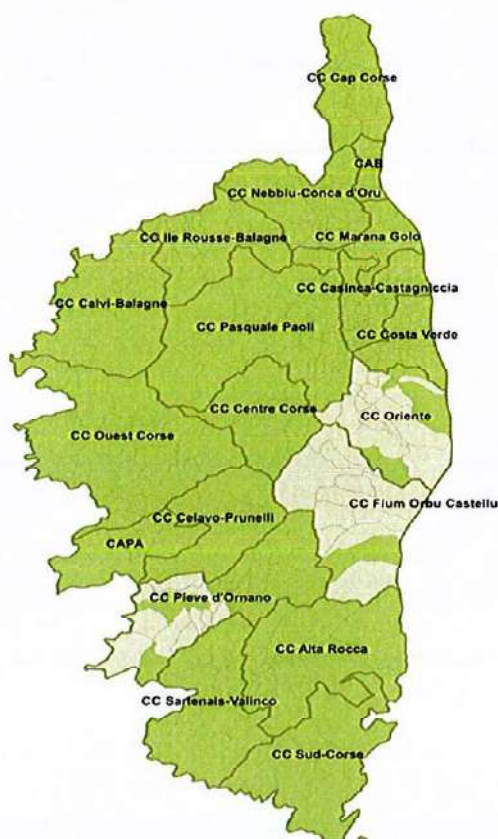 CC Cap Corse
CAB
CC Nebbiu-Conca d'Oru
CC Ile Rousse-Balagne
CC Marana Golo
CC Casinca-Castagniccia
CC Calvi-Balagne
CC Pasquale Paoli
CC Costa Verde
CC Centre Corse
CC Oriente
CC Ouest Corse
CC Fium Orbu Castellu
CC Celavo-Prunelli
CAPA
CC Pieve d'Ornano
CC Alta Rocca
CC Sartenais-Valinco
CC Sud-Corse